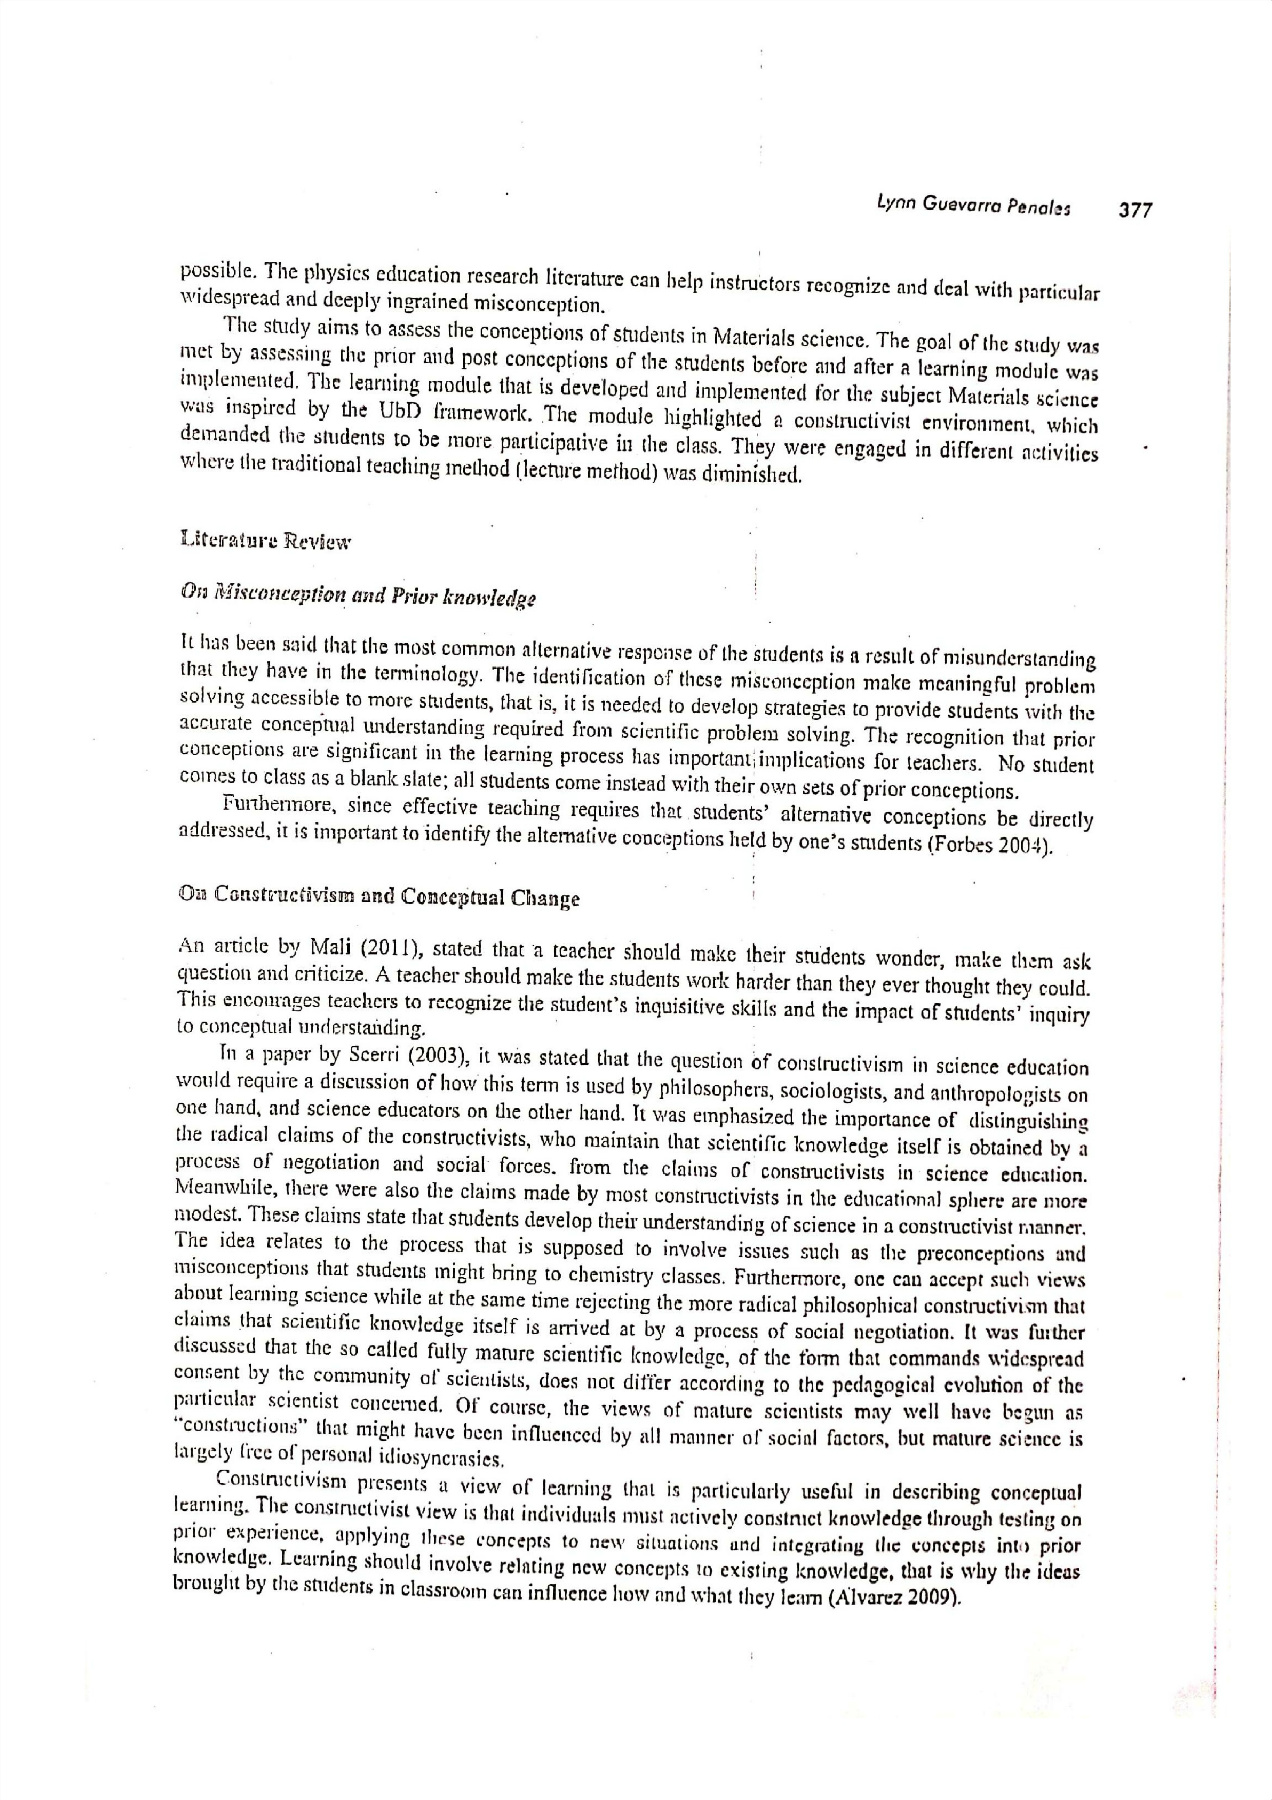 Lynn Guevarra Penales 377
possible. The physics education research literature can help instructors recognize and deal with particular
widespread and deeply ingrained misconception.
The study aims to assess the conceptions of students in Materials science. The goal of the study was
met by assessing the prior and post conceptions of the students before and after a learning module was
implemented. The learning module that is developed and implemented for the subject Materials science
was inspired by the UbD framework. The module highlighted a constructivist environment, which
demanded the students to be more participative in the class. They were engaged in different activities
where the traditional teaching method (lecture method) was diminished.
Literature Review
On Misconception and Prior knowledge
It has been said that the most common alternative response of the students is a result of misunderstanding
that they have in the terminology. The identification of these misconception make meaningful problem
solving accessible to more students, that is, it is needed to develop strategies to provide students with the
accurate conceptual understanding required from scientific problem solving. The recognition that prior
conceptions are significant in the learning process has important implications for teachers. No student
comes to class as a blank slate; all students come instead with their own sets of prior conceptions.
Furthermore, since effective teaching requires that students' alternative conceptions be directly
addressed, it is important to identify the alternative conceptions held by one's students (Forbes 2004).
On Constructivism and Conceptual Change
An article by Mali (2011), stated that a teacher should make their students wonder, make them ask
question and criticize. A teacher should make the students work harder than they ever thought they could.
This encourages teachers to recognize the student's inquisitive skills and the impact of students' inquiry
to conceptual understanding.
In a paper by Scerri (2003), it was stated that the question of constructivism in science education
would require a discussion of how this term is used by philosophers, sociologists, and anthropologists on
one hand, and science educators on the other hand. It was emphasized the importance of distinguishing
the radical claims of the constructivists, who maintain that scientific knowledge itself is obtained by a
process of negotiation and social forces. from the claims of constructivists in science education.
Meanwhile, there were also the claims made by most constructivists in the educational sphere are more
modest. These claims state that students develop their understanding of science in a constructivist manner.
The idea relates to the process that is supposed to involve issues such as the preconceptions and
misconceptions that students might bring to chemistry classes. Furthermore, one can accept such views
about learning science while at the same time rejecting the more radical philosophical constructivism that
claims that scientific knowledge itself is arrived at by a process of social negotiation. It was further
discussed that the so called fully mature scientific knowledge, of the form that commands widespread
consent by the community of scientists, does not differ according to the pedagogical evolution of the
particular scientist concerned. Of course, the views of mature scientists may well have begun as
"constructions" that might have been influenced by all manner of social factors, but mature science is
largely free of personal idiosyncrasies.
Constructivism presents a view of learning that is particularly useful in describing conceptual
learning. The constructivist view is that individuals must actively construct knowledge through testing on
prior experience, applying these concepts to new situations and integrating the concepts into prior
knowledge. Learning should involve relating new concepts to existing knowledge, that is why the ideas
brought by the students in classroom can influence how and what they learn (Alvarez 2009).